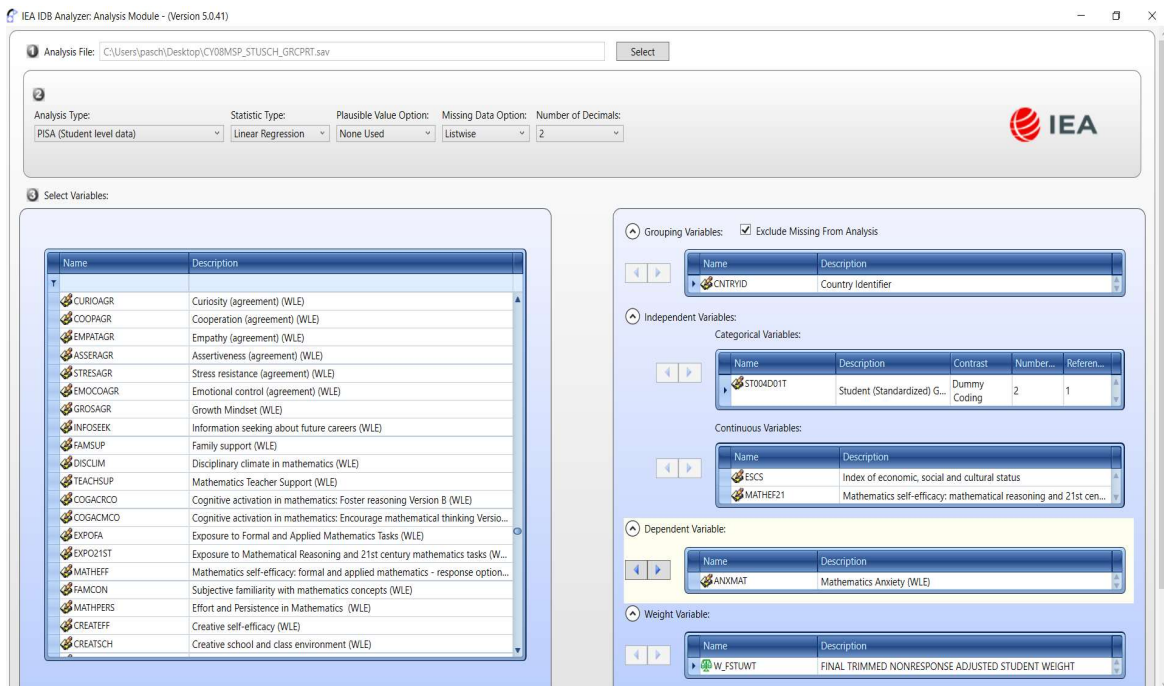 IEA IDB Analyzer: Analysis Module - (Version 5.0.41)
1 Analysis File: C:\Users\pasch\Desktop\CY08MSP_STUSCH_GRCPRT.sav Select
2
Analysis Type: Statistic Type: Plausible Value Option: Missing Data Option: Number of Decimals:
PISA (Student level data) Linear Regression None Used Listwise 2
IEA
3 Select Variables:
Name Description
CURIOAGR Curiosity (agreement) (WLE)
COOPAGR Cooperation (agreement) (WLE)
EMPATAGR Empathy (agreement) (WLE)
ASSERAGR Assertiveness (agreement) (WLE)
STRESAGR Stress resistance (agreement) (WLE)
EMOCOAGR Emotional control (agreement) (WLE)
GROSAGR Growth Mindset (WLE)
INFOSEEK Information seeking about future careers (WLE)
FAMSUP Family support (WLE)
DISCLIM Disciplinary climate in mathematics (WLE)
TEACHSUP Mathematics Teacher Support (WLE)
COGACRCO Cognitive activation in mathematics: Foster reasoning Version B (WLE)
COGACMCO Cognitive activation in mathematics: Encourage mathematical thinking Versio...
EXPOFA Exposure to Formal and Applied Mathematics Tasks (WLE)
EXPO21ST Exposure to Mathematical Reasoning and 21st century mathematics tasks (W...
MATHEFF Mathematics self-efficacy: formal and applied mathematics - response option...
FAMCON Subjective familiarity with mathematics concepts (WLE)
MATHPERS Effort and Persistence in Mathematics (WLE)
CREATEFF Creative self-efficacy (WLE)
CREATSCH Creative school and class environment (WLE)
Grouping Variables: Exclude Missing From Analysis
Name Description
CNTRYID Country Identifier
Independent Variables:
Categorical Variables:
Name Description Contrast Number... Referen...
ST004D01T Student (Standardized) G... Dummy Coding 2 1
Continuous Variables:
Name Description
ESCS Index of economic, social and cultural status
MATHEF21 Mathematics self-efficacy: mathematical reasoning and 21st cen...
Dependent Variable:
Name Description
ANXMAT Mathematics Anxiety (WLE)
Weight Variable:
Name Description
W_FSTUWT FINAL TRIMMED NONRESPONSE ADJUSTED STUDENT WEIGHT